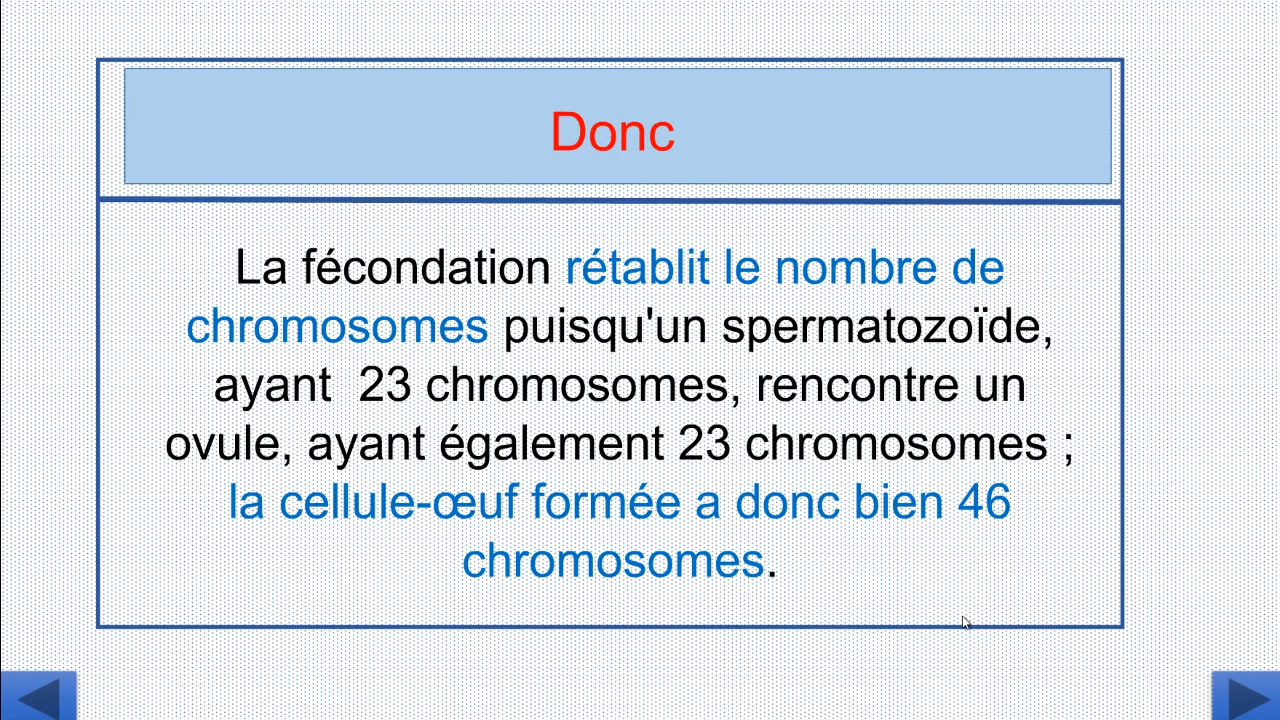 Donc
La fécondation rétablit le nombre de
chromosomes puisqu'un spermatozoïde,
ayant  23 chromosomes, rencontre un
ovule, ayant également 23 chromosomes ;
la cellule-œuf formée a donc bien 46
chromosomes.